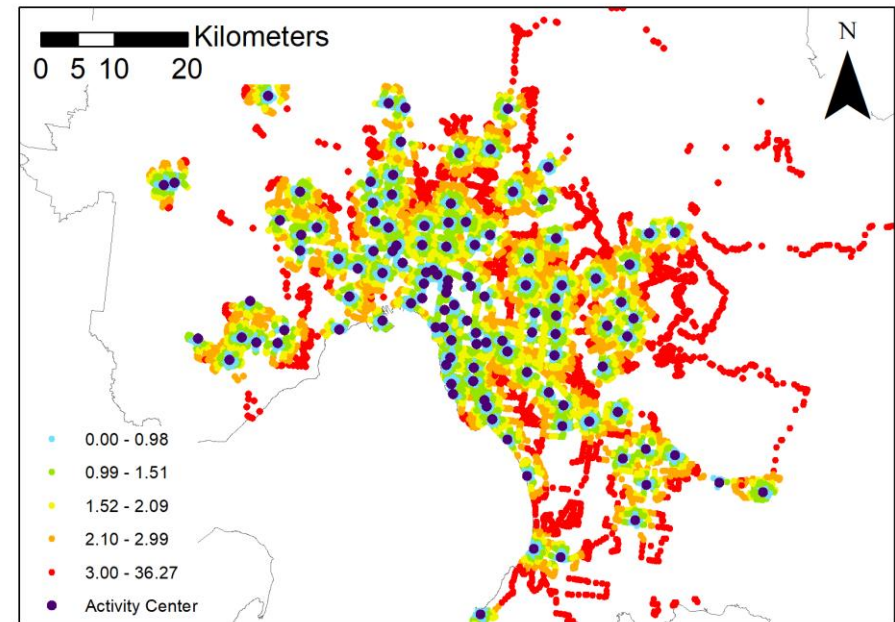 Kilometers
0 5 10 20
N
0.00 - 0.98
0.99 - 1.51
1.52 - 2.09
2.10 - 2.99
3.00 - 36.27
Activity Center